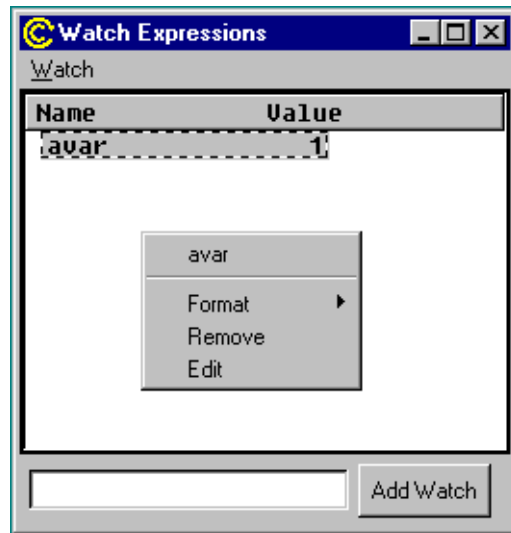 Watch Expressions
Watch
Name Value
avar 1
avar
Format
Remove
Edit
Add Watch